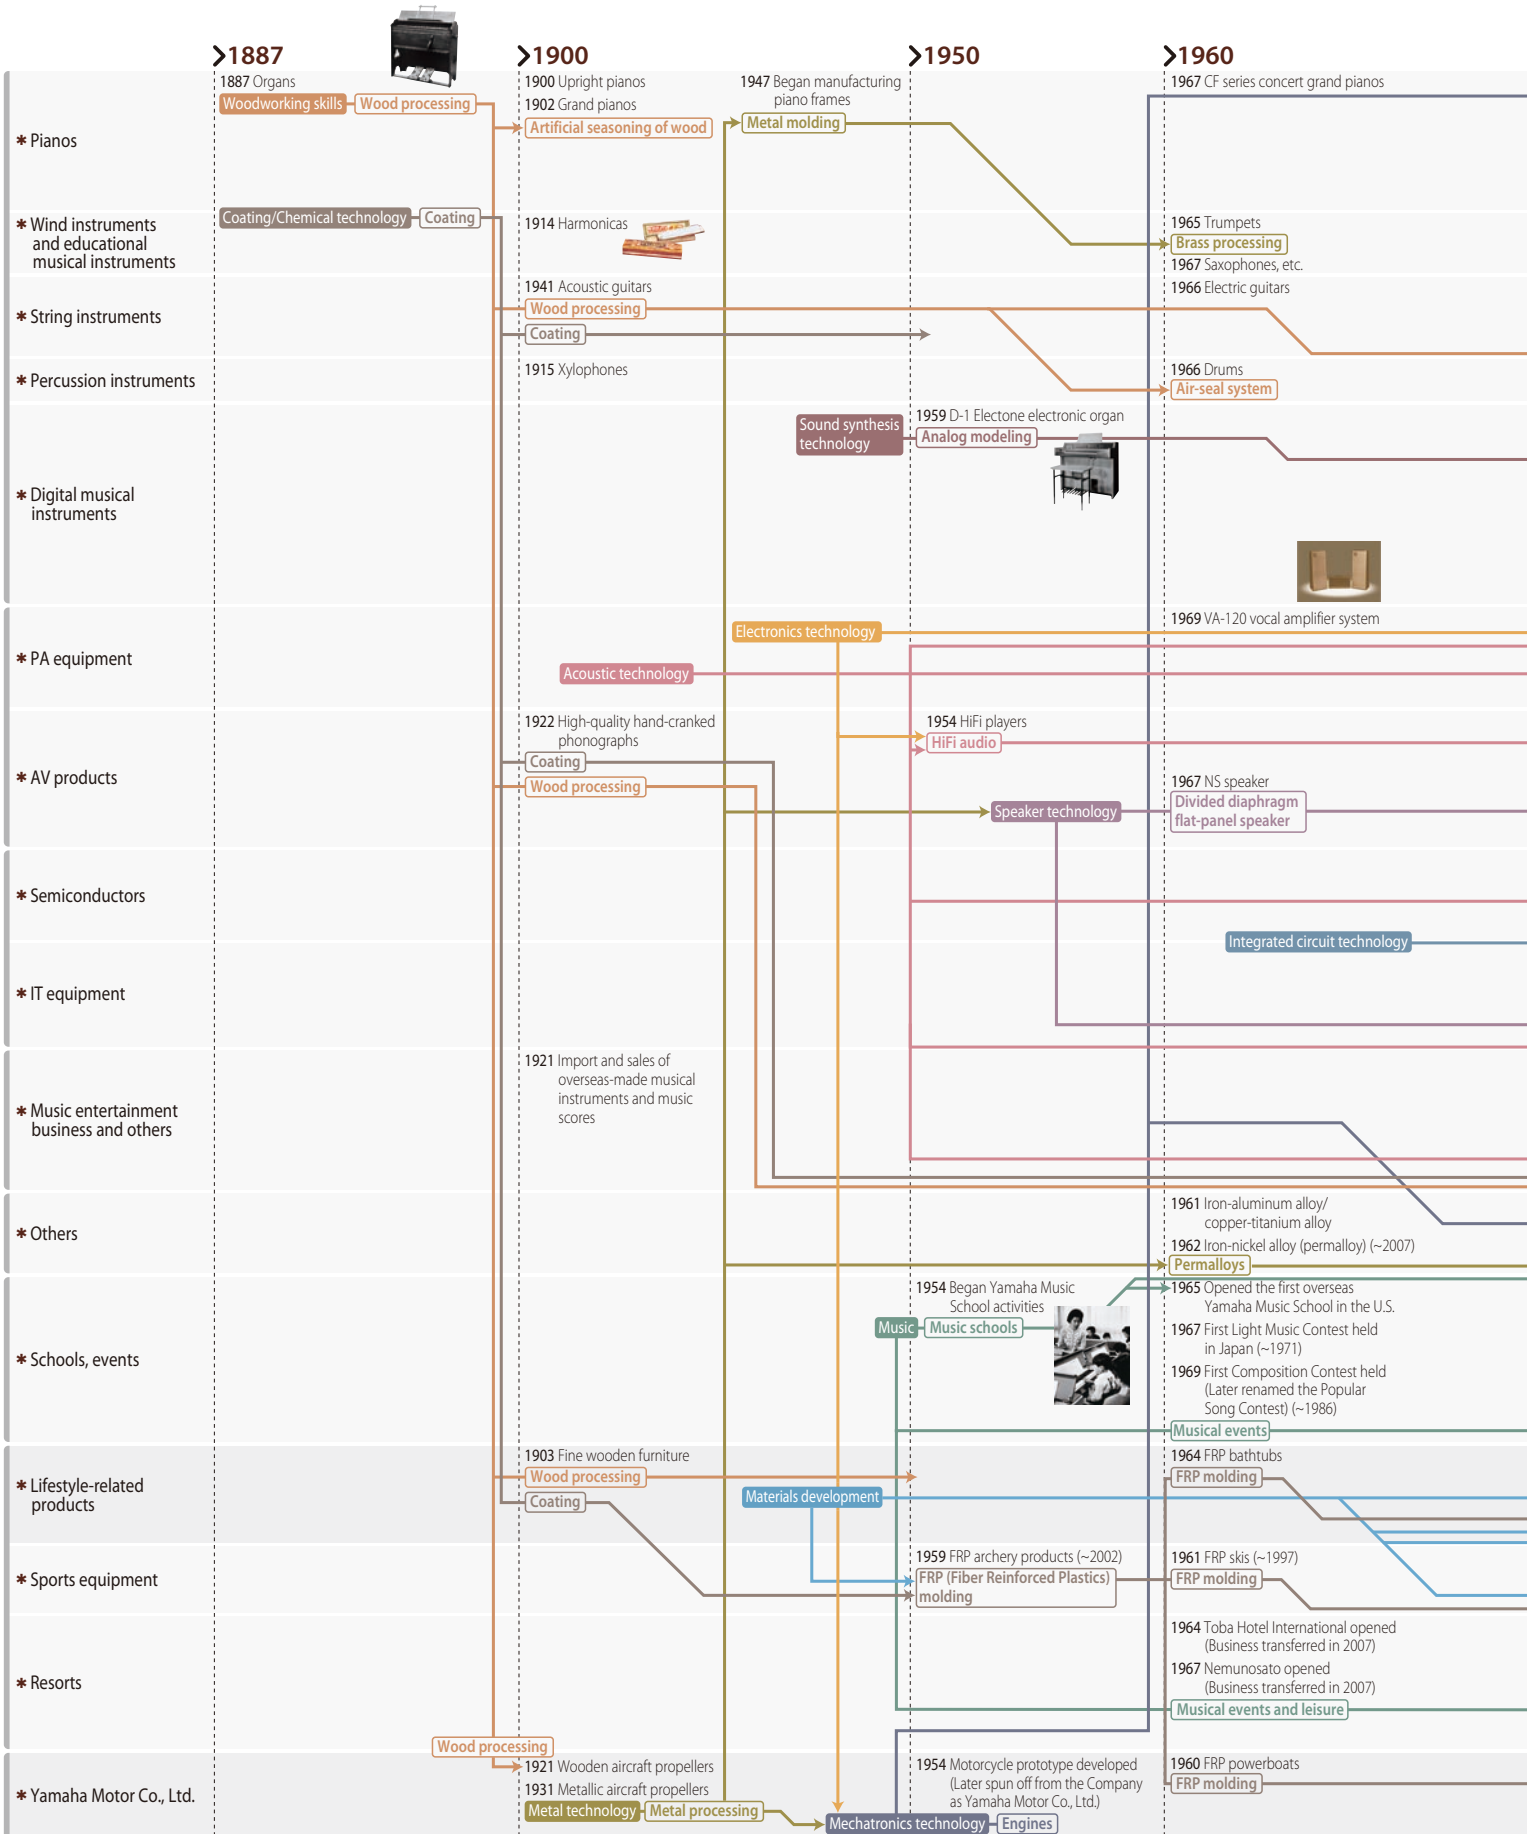 1887
1900
1950
1960
Pianos
1887 Organs
Woodworking skills
Wood processing
1900 Upright pianos
1902 Grand pianos
Artificial seasoning of wood
1947 Began manufacturing
piano frames
Metal molding
1967 CF series concert grand pianos
Wind instruments
and educational
musical instruments
Coating/Chemical technology
Coating
1914 Harmonicas
1965 Trumpets
Brass processing
1967 Saxophones, etc.
String instruments
1941 Acoustic guitars
Wood processing
Coating
1966 Electric guitars
Percussion instruments
1915 Xylophones
1966 Drums
Air-seal system
Digital musical
instruments
Sound synthesis
technology
1959 D-1 Electone electronic organ
Analog modeling
PA equipment
Electronics technology
Acoustic technology
1969 VA-120 vocal amplifier system
AV products
1922 High-quality hand-cranked
phonographs
Coating
Wood processing
1954 HiFi players
HiFi audio
Speaker technology
1967 NS speaker
Divided diaphragm
flat-panel speaker
Semiconductors
Integrated circuit technology
IT equipment
Music entertainment
business and others
1921 Import and sales of
overseas-made musical
instruments and music
scores
Others
1961 Iron-aluminum alloy/
copper-titanium alloy
1962 Iron-nickel alloy (permalloy) (~2007)
Permalloys
Schools, events
1954 Began Yamaha Music
School activities
Music
Music schools
1965 Opened the first overseas
Yamaha Music School in the U.S.
1967 First Light Music Contest held
in Japan (~1971)
1969 First Composition Contest held
(Later renamed the Popular
Song Contest) (~1986)
Musical events
Lifestyle-related
products
1903 Fine wooden furniture
Wood processing
Coating
Materials development
1964 FRP bathtubs
FRP molding
Sports equipment
1959 FRP archery products (~2002)
FRP (Fiber Reinforced Plastics)
molding
1961 FRP skis (~1997)
FRP molding
Resorts
1964 Toba Hotel International opened
(Business transferred in 2007)
1967 Nemunosato opened
(Business transferred in 2007)
Musical events and leisure
Yamaha Motor Co., Ltd.
Wood processing
1921 Wooden aircraft propellers
1931 Metallic aircraft propellers
Metal technology
Metal processing
1954 Motorcycle prototype developed
(Later spun off from the Company
as Yamaha Motor Co., Ltd.)
Mechatronics technology
Engines
1960 FRP powerboats
FRP molding